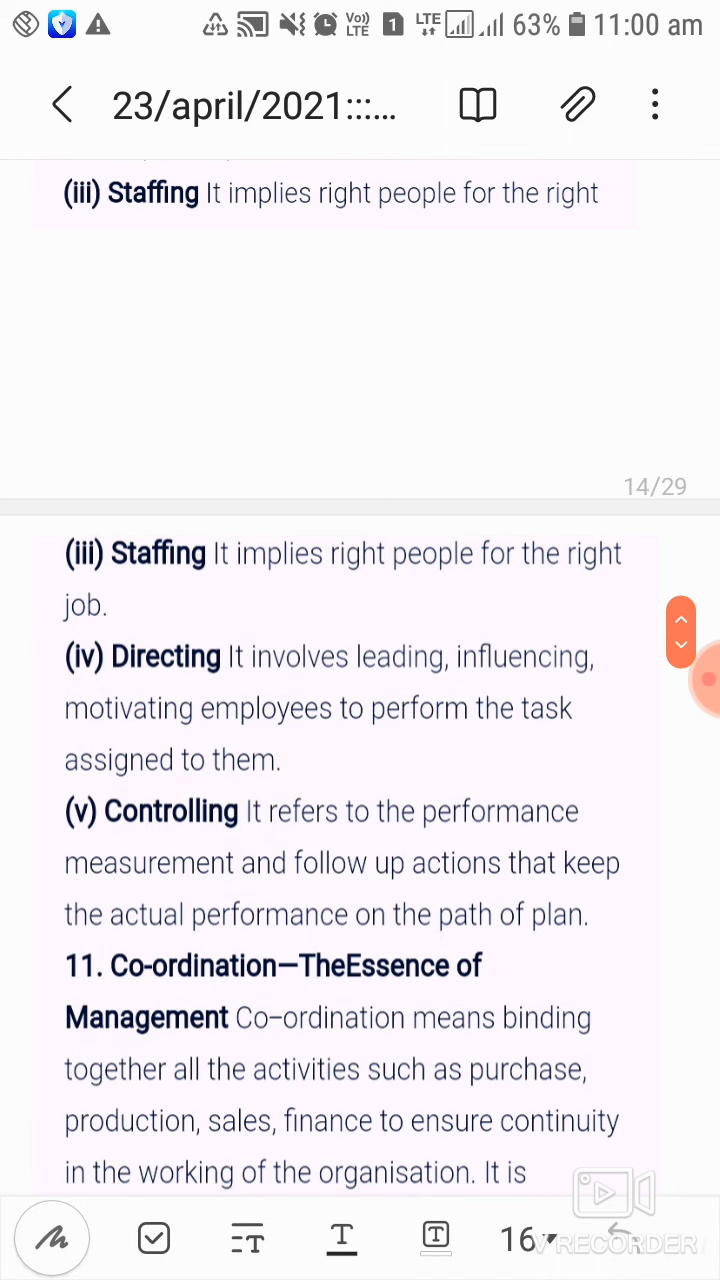 Vo))
LTE
1
LTE
63%
11:00 am
23/april/2021:::...
(iii) Staffing It implies right people for the right
14/29
(iii) Staffing It implies right people for the right
job.
(iv) Directing It involves leading, influencing,
motivating employees to perform the task
assigned to them.
(v) Controlling It refers to the performance
measurement and follow up actions that keep
the actual performance on the path of plan.
11. Co-ordination—TheEssence of
Management Co-ordination means binding
together all the activities such as purchase,
production, sales, finance to ensure continuity
in the working of the organisation. It is
T
T
T
16
V RECORDER